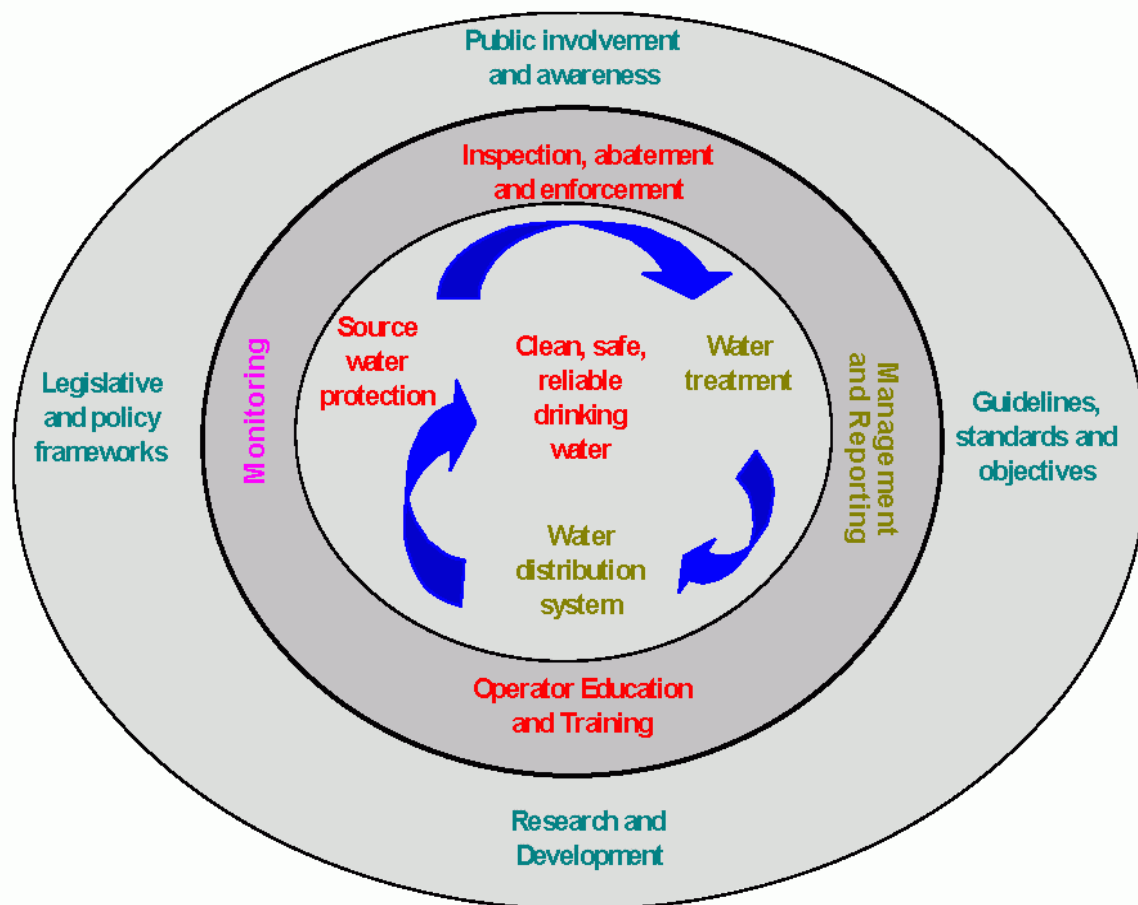 Public involvement
and awareness
Inspection, abatement
and enforcement
Source
water
protection
Clean, safe,
reliable
drinking
water
Water
treatment
Monitoring
Management
and Reporting
Legislative
and policy
frameworks
Guidelines,
standards and
objectives
Water
distribution
system
Operator Education
and Training
Research and
Development